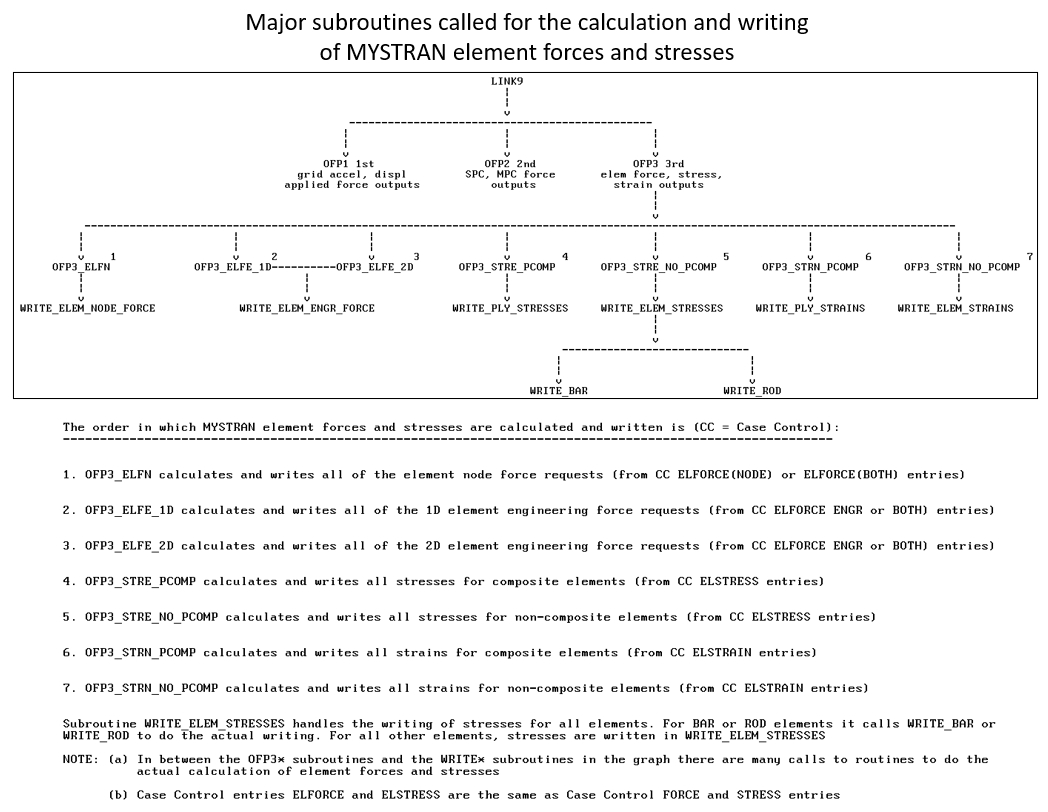 Major subroutines called for the calculation and writing
of MYSTRAN element forces and stresses
LINK9
OFP1 1st OFP2 2nd OFP3 3rd
grid accel, displ SPC, MPC force elem force, stress,
applied force outputs outputs strain outputs
1 2 3 4 5 6 7
OFP3_ELFN OFP3_ELFE_1D----------OFP3_ELFE_2D OFP3_STRE_PCOMP OFP3_STRE_NO_PCOMP OFP3_STRN_PCOMP OFP3_STRN_NO_PCOMP
WRITE_ELEM_NODE_FORCE WRITE_ELEM_ENGR_FORCE WRITE_PLY_STRESSES WRITE_ELEM_STRESSES WRITE_PLY_STRAINS WRITE_ELEM_STRAINS
WRITE_BAR WRITE_ROD
The order in which MYSTRAN element forces and stresses are calculated and written is (CC = Case Control):
1. OFP3_ELFN calculates and writes all of the element node force requests (from CC ELFORCE(NODE) or ELFORCE(BOTH) entries)
2. OFP3_ELFE_1D calculates and writes all of the 1D element engineering force requests (from CC ELFORCE ENGR or BOTH) entries)
3. OFP3_ELFE_2D calculates and writes all of the 2D element engineering force requests (from CC ELFORCE ENGR or BOTH) entries)
4. OFP3_STRE_PCOMP calculates and writes all stresses for composite elements (from CC ELSTRESS entries)
5. OFP3_STRE_NO_PCOMP calculates and writes all stresses for non-composite elements (from CC ELSTRESS entries)
6. OFP3_STRN_PCOMP calculates and writes all strains for composite elements (from CC ELSTRAIN entries)
7. OFP3_STRN_NO_PCOMP calculates and writes all strains for non-composite elements (from CC ELSTRAIN entries)
Subroutine WRITE_ELEM_STRESSES handles the writing of stresses for all elements. For BAR or ROD elements it calls WRITE_BAR or
WRITE_ROD to do the actual writing. For all other elements, stresses are written in WRITE_ELEM_STRESSES
NOTE: (a) In between the OFP3* subroutines and the WRITE* subroutines in the graph there are many calls to routines to do the
actual calculation of element forces and stresses
(b) Case Control entries ELFORCE and ELSTRESS are the same as Case Control FORCE and STRESS entries